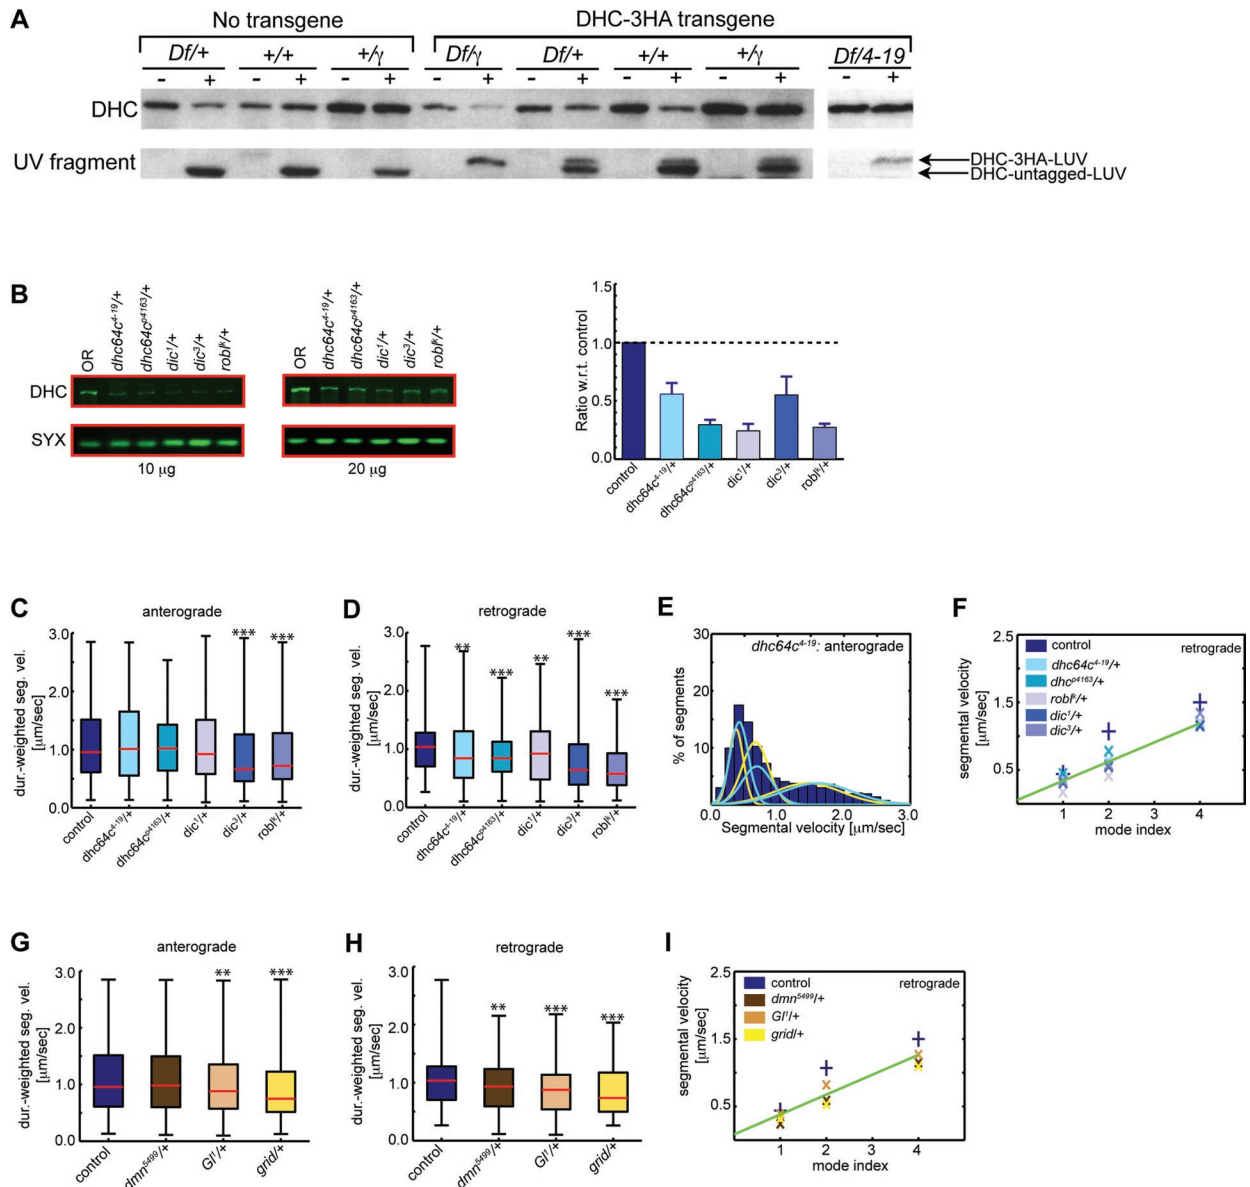 A
No transgene
DHC-3HA transgene
Df/+ +/+ +/γ Df/γ Df/+ +/+ +/γ Df/4-19
- + - + - + - + - + - + - + - +
DHC
UV fragment
DHC-3HA-LUV
DHC-untagged-LUV
B
OR dhc64c4-19/+ dhc64cp4163/+ dic1/+ dic3/+ roblk/+
OR dhc64c4-19/+ dhc64cp4163/+ dic1/+ dic3/+ roblk/+
DHC
SYX
10 μg
20 μg
Ratio w.r.t. control
1.5
1.0
0.5
0.0
control dhc64c4-19/+ dhc64cp4163/+ dic1/+ dic3/+ roblk/+
C
anterograde
dur.-weighted seg. vel.
[μm/sec]
3.0
2.0
1.0
0.0
*** ***
control dhc64c4-19/+ dhc64cp4163/+ dic1/+ dic3/+ roblk/+
D
retrograde
dur.-weighted seg. vel.
[μm/sec]
3.0
2.0
1.0
0.0
** *** ** *** ***
control dhc64c4-19/+ dhc64cp4163/+ dic1/+ dic3/+ roblk/+
E
dhc64c4-19: anterograde
% of segments
30
20
10
0
0.0 1.0 2.0 3.0
Segmental velocity [μm/sec]
F
retrograde
segmental velocity
[μm/sec]
2.5
1.5
0.5
control
dhc64c4-19/+
dhcp4163/+
roblk/+
dic1/+
dic3/+
1 2 3 4
mode index
G
anterograde
dur.-weighted seg. vel.
[μm/sec]
3.0
2.0
1.0
0.0
** ***
control dmn5499/+ Gl1/+ grid/+
H
retrograde
dur.-weighted seg. vel.
[μm/sec]
3.0
2.0
1.0
0.0
** *** ***
control dmn5499/+ Gl1/+ grid/+
I
retrograde
segmental velocity
[μm/sec]
2.5
1.5
0.5
control
dmn5499/+
Gl1/+
grid/+
1 2 3 4
mode index